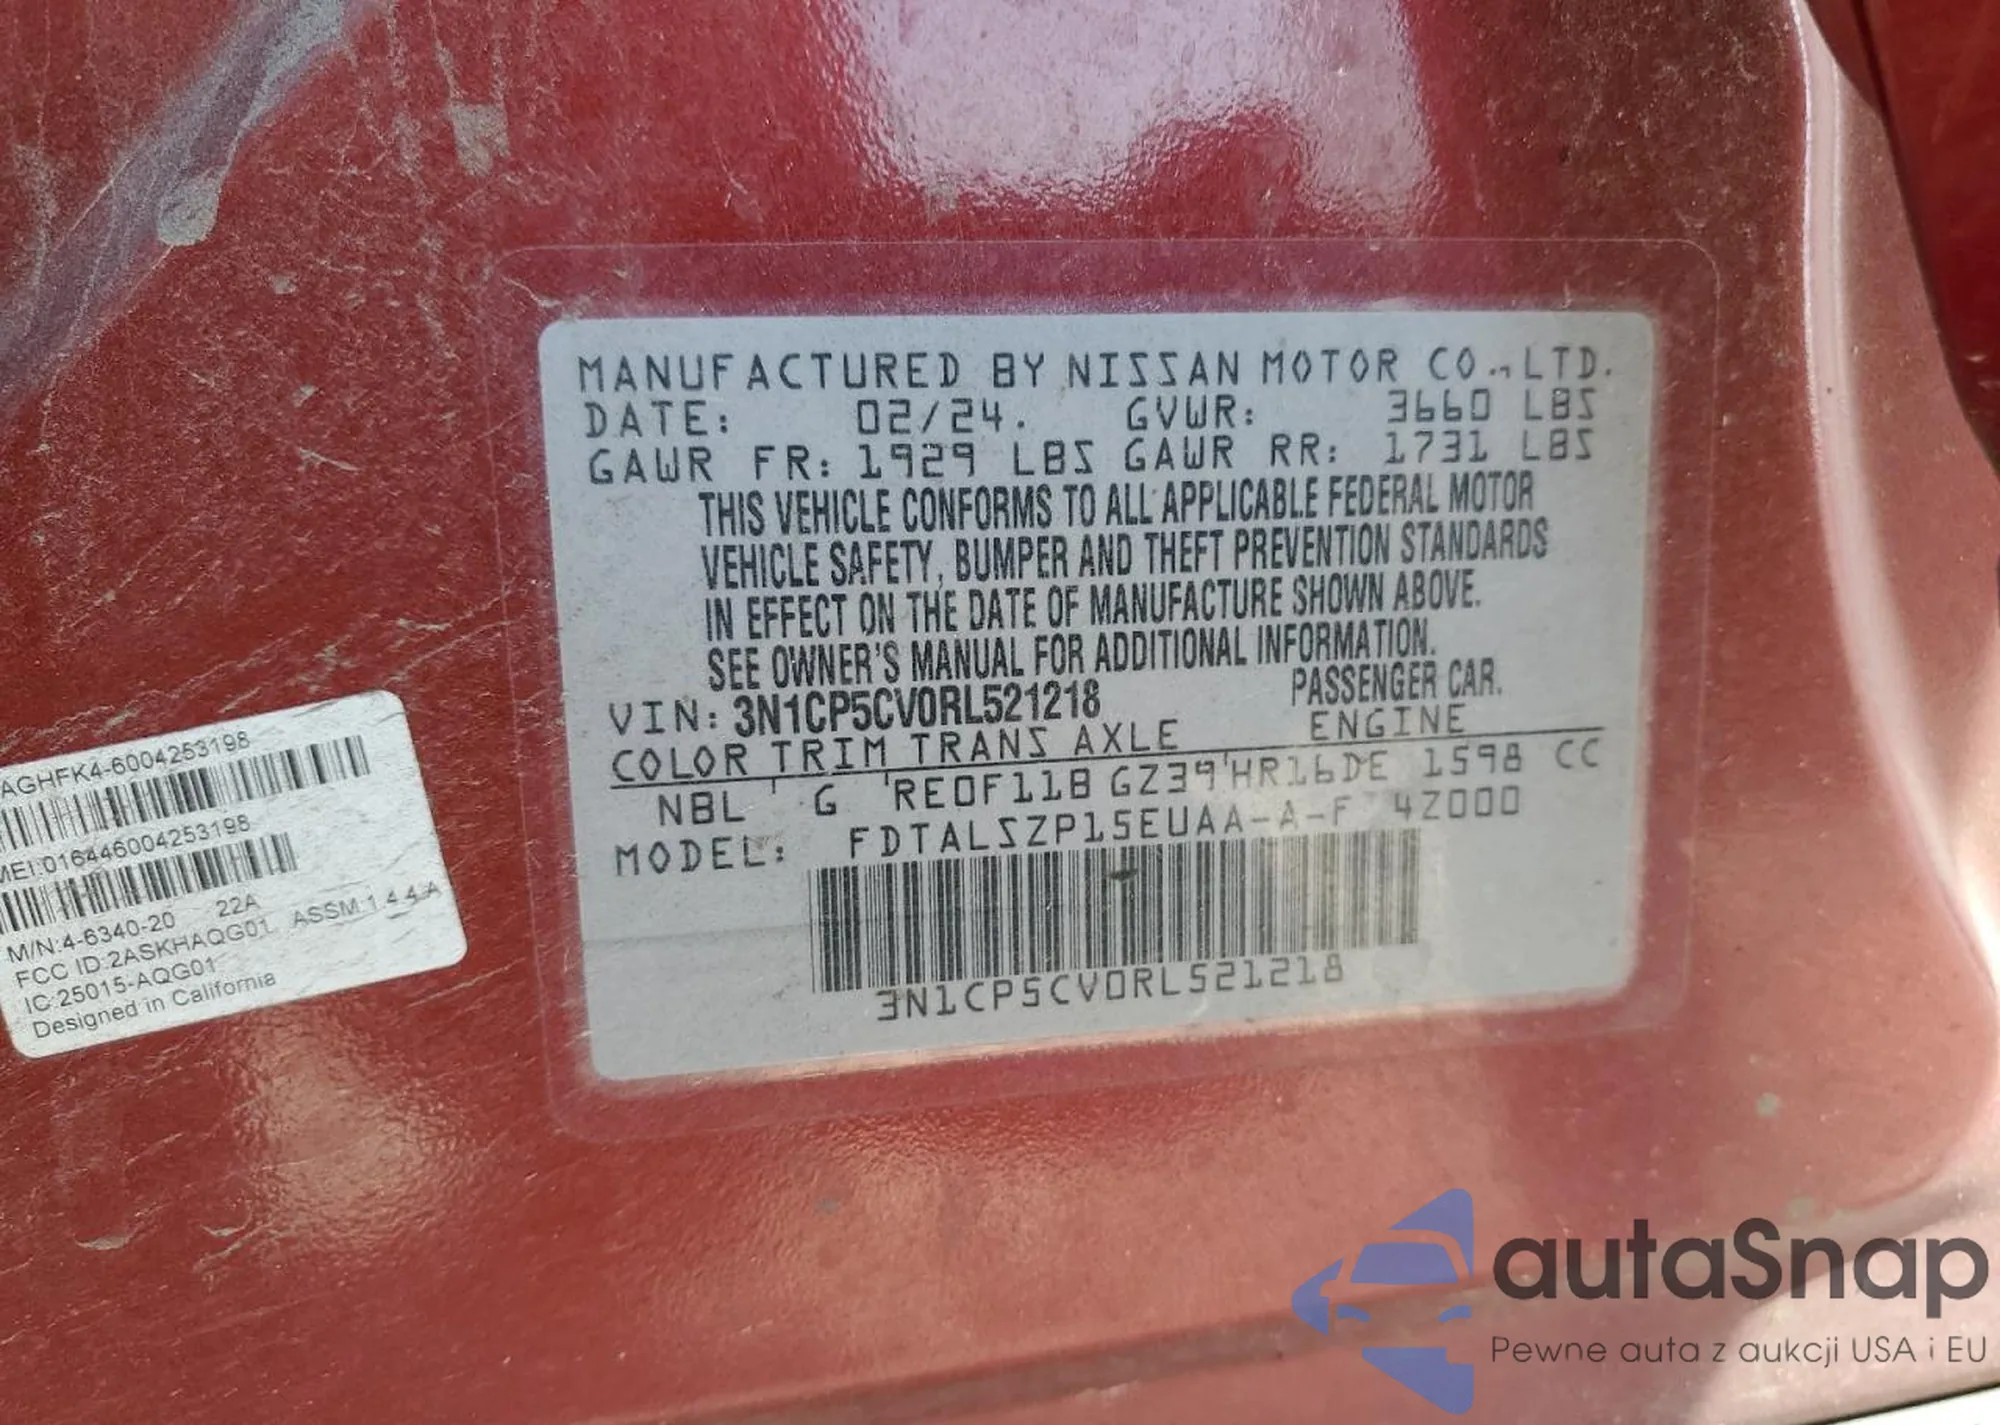 MANUFACTURED BY NISSAN MOTOR CO., LTD.
DATE: 02/24. GVWR: 3660 LBS
GAWR FR: 1929 LBS GAWR RR: 1731 LBS
THIS VEHICLE CONFORMS TO ALL APPLICABLE FEDERAL MOTOR
VEHICLE SAFETY, BUMPER AND THEFT PREVENTION STANDARDS
IN EFFECT ON THE DATE OF MANUFACTURE SHOWN ABOVE.
SEE OWNER'S MANUAL FOR ADDITIONAL INFORMATION.
VIN: 3N1CP5CV0RL521218 PASSENGER CAR.
COLOR TRIM TRANS AXLE ENGINE
NBL G RE0F11B GZ39 HR16DE 1598 CC
MODEL: FDTALSZP15EUAA-A-F 4Z000
3N1CP5CV0RL521218
AGHFK4-6004253198
MEI:016446004253198
M/N:4-6340-20 22A
FCC ID:2ASKHAQG01 ASSM.1 4 4 A
IC:25015-AQG01
Designed in California
autaSnap
Pewne auta z aukcji USA i EU